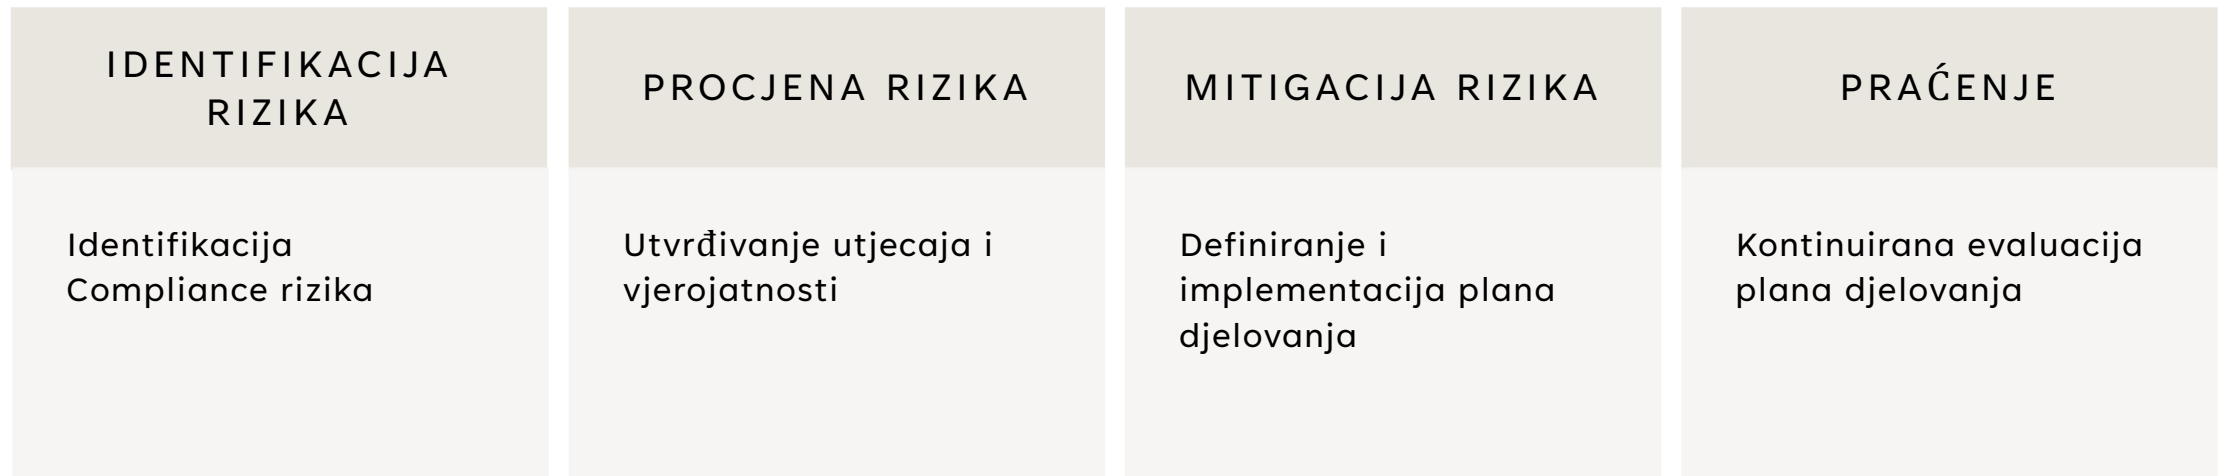 IDENTIFIKACIJA
RIZIKA
Identifikacija
Compliance rizika
PROCJENA RIZIKA
Utvrđivanje utjecaja i
vjerojatnosti
MITIGACIJA RIZIKA
Definiranje i
implementacija plana
djelovanja
PRAĆENJE
Kontinuirana evaluacija
plana djelovanja